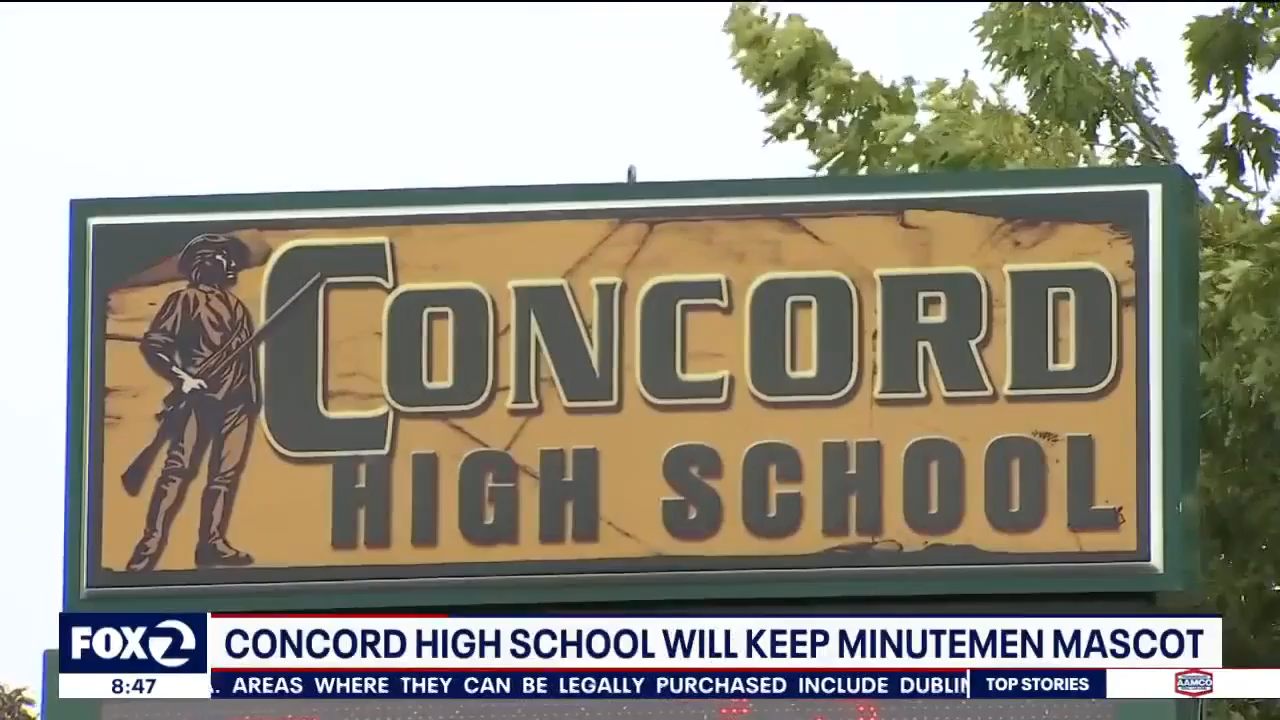 CONCORD
HIGH SCHOOL
FOX 2
CONCORD HIGH SCHOOL WILL KEEP MINUTEMEN MASCOT
8:47
. AREAS WHERE THEY CAN BE LEGALLY PURCHASED INCLUDE DUBLIN
TOP STORIES
AAMCO